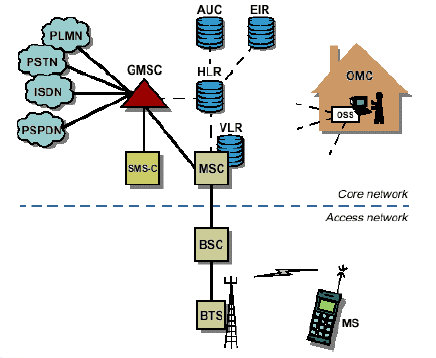 AUC
EIR
PLMN
PSTN
GMSC
HLR
OMC
ISDN
OSS
PSPDN
VLR
SMS-C
MSC
Core network
Access network
BSC
BTS
MS